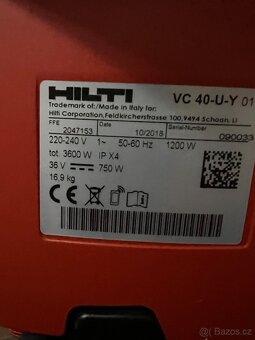 HILTI VC 40-U-Y 01
Trademark of: /Made in Italy for:
Hilti Corporation, Feldkircherstrasse 100, 9494 Schaan, LI
FFE Date Serial-Number
2047153 10/2018 090033
220-240 V 1~ 50-60 Hz 1200 W
tot: 3600 W IP X4
36 V 750 W
16,9 kg
CE
Bazoš.cz